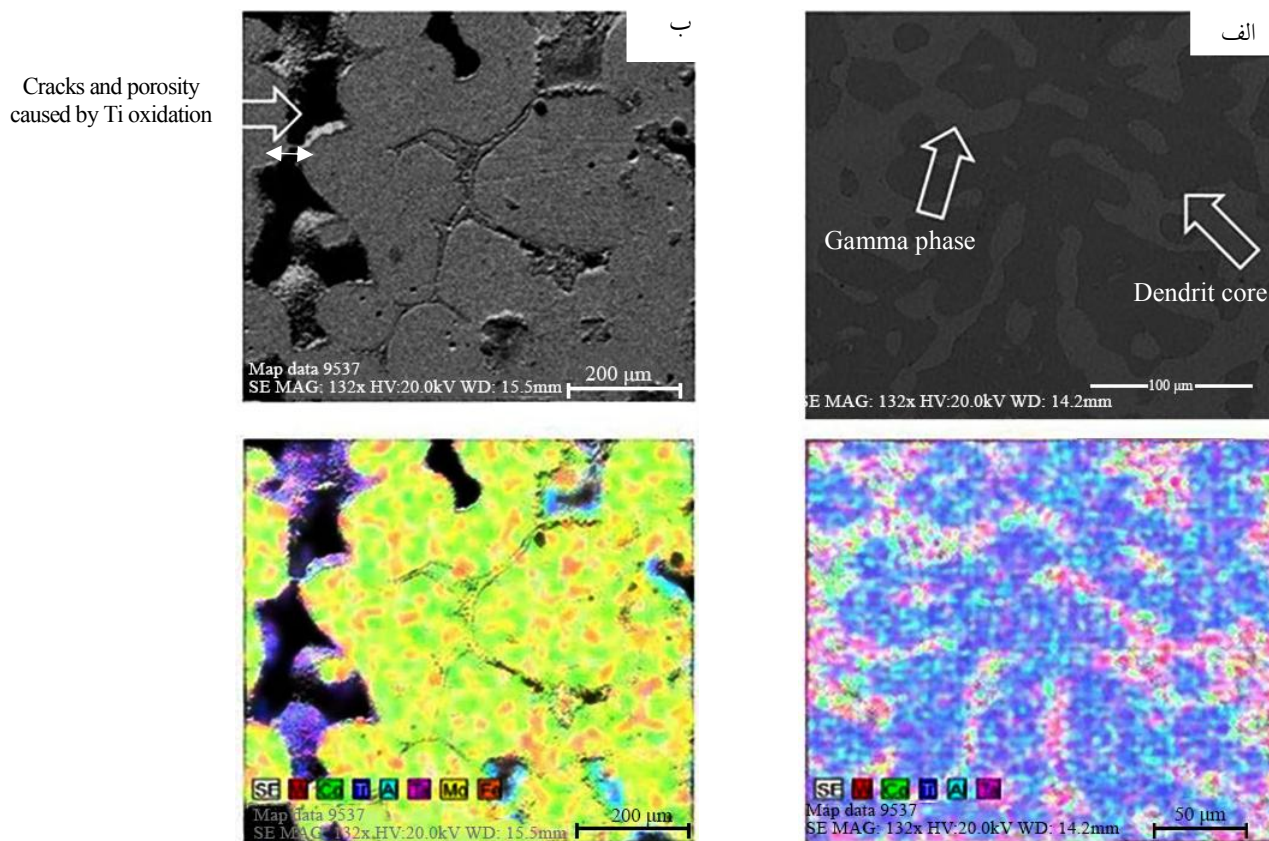 ب
الف
Cracks and porosity
caused by Ti oxidation
Gamma phase
Dendrit core
Map data 9537
SE MAG: 132x HV:20.0kV WD: 15.5mm
200 μm
SE MAG: 132x HV:20.0kV WD: 14.2mm
100 μm
SE Co Ti Al Mo Fe
Map data 9537
SE MAG: 132x HV:20.0kV WD: 15.5mm
200 μm
SE Co Ti Al
Map data 9537
SE MAG: 132x HV:20.0kV WD: 14.2mm
50 μm